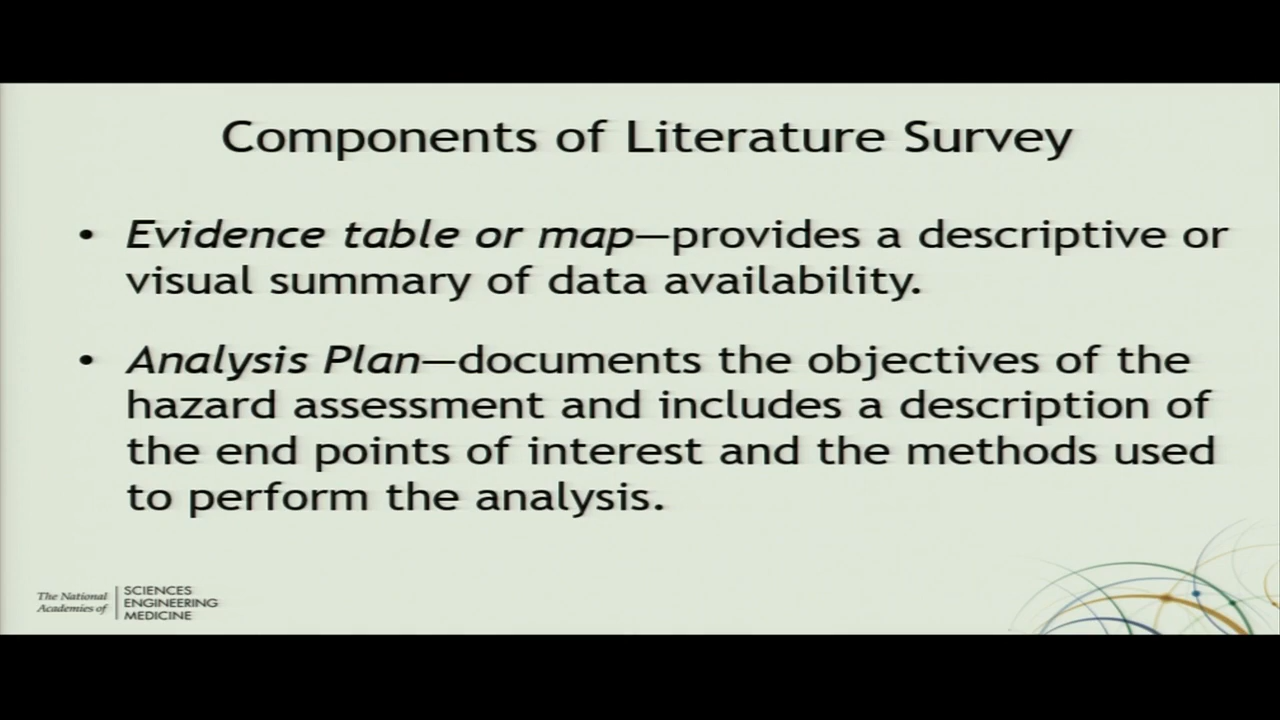 Components of Literature Survey
• Evidence table or map—provides a descriptive or
visual summary of data availability.
• Analysis Plan—documents the objectives of the
hazard assessment and includes a description of
the end points of interest and the methods used
to perform the analysis.
The National
Academies of
SCIENCES
ENGINEERING
MEDICINE